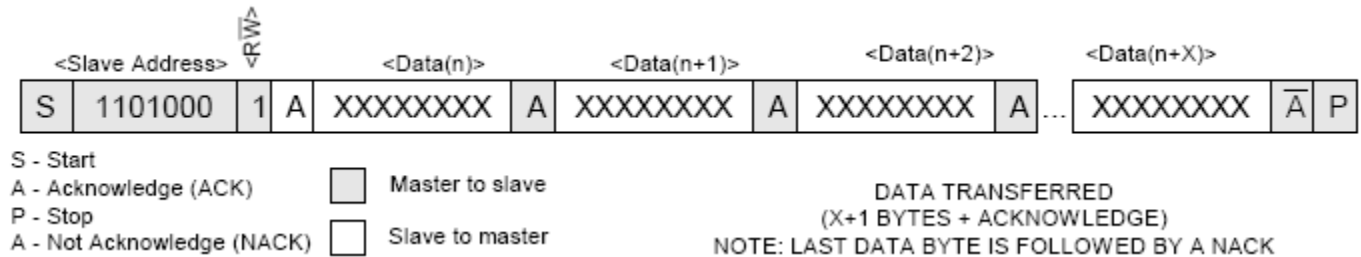 <RW̅>
<Slave Address> <Data(n)> <Data(n+1)> <Data(n+2)> <Data(n+X)>
S 1101000 1 A XXXXXXXX A XXXXXXXX A XXXXXXXX A ... XXXXXXXX A̅ P
S - Start
A - Acknowledge (ACK)
P - Stop
A - Not Acknowledge (NACK)
Master to slave
Slave to master
DATA TRANSFERRED
(X+1 BYTES + ACKNOWLEDGE)
NOTE: LAST DATA BYTE IS FOLLOWED BY A NACK